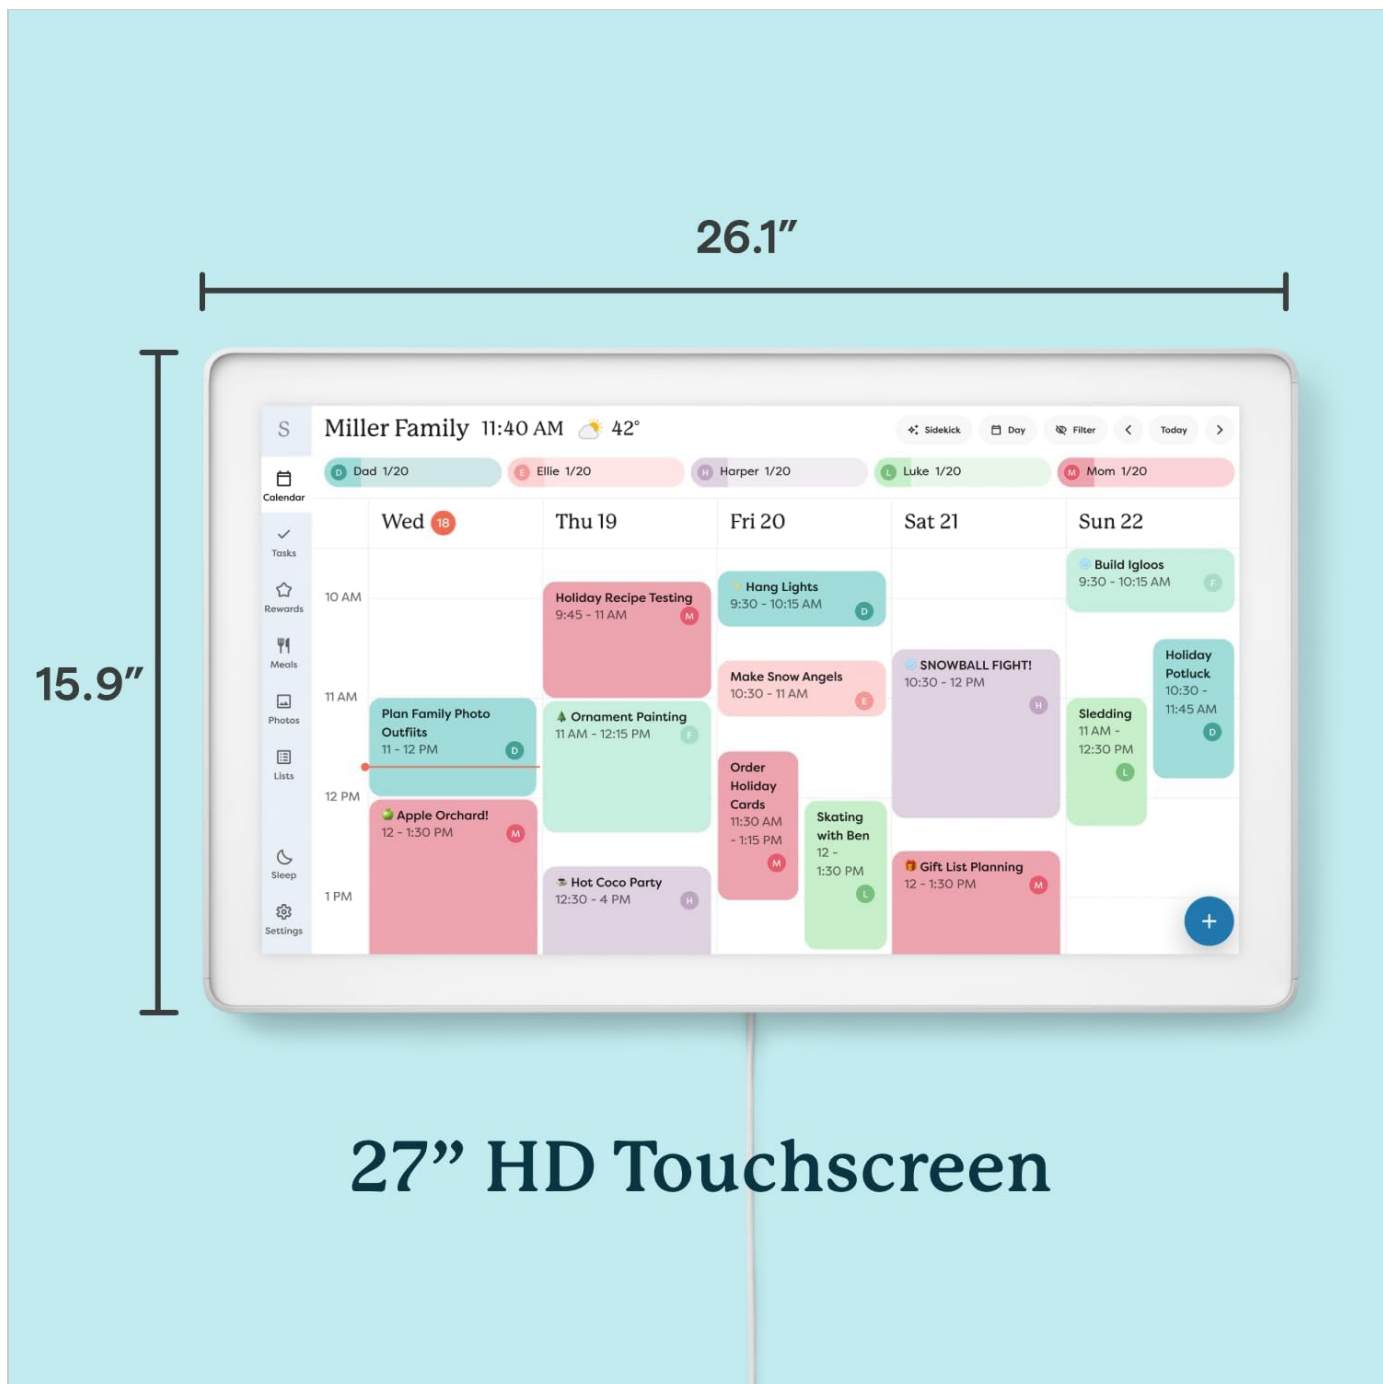 26.1"
15.9"
S
Miller Family 11:40 AM 42°
Sidekick
Day
Filter
Today
D Dad 1/20
E Ellie 1/20
H Harper 1/20
L Luke 1/20
M Mom 1/20
Calendar
Tasks
Rewards
Meals
Photos
Lists
Sleep
Settings
Wed 18
Thu 19
Fri 20
Sat 21
Sun 22
10 AM
11 AM
12 PM
1 PM
Plan Family Photo
Outfiits
11 - 12 PM
D
Apple Orchard!
12 - 1:30 PM
M
Holiday Recipe Testing
9:45 - 11 AM
M
Ornament Painting
11 AM - 12:15 PM
F
Hot Coco Party
12:30 - 4 PM
H
Hang Lights
9:30 - 10:15 AM
D
Make Snow Angels
10:30 - 11 AM
E
Order
Holiday
Cards
11:30 AM
- 1:15 PM
M
Skating
with Ben
12 -
1:30 PM
L
SNOWBALL FIGHT!
10:30 - 12 PM
H
Gift List Planning
12 - 1:30 PM
M
Build Igloos
9:30 - 10:15 AM
F
Sledding
11 AM -
12:30 PM
L
Holiday
Potluck
10:30 -
11:45 AM
D
+
27” HD Touchscreen